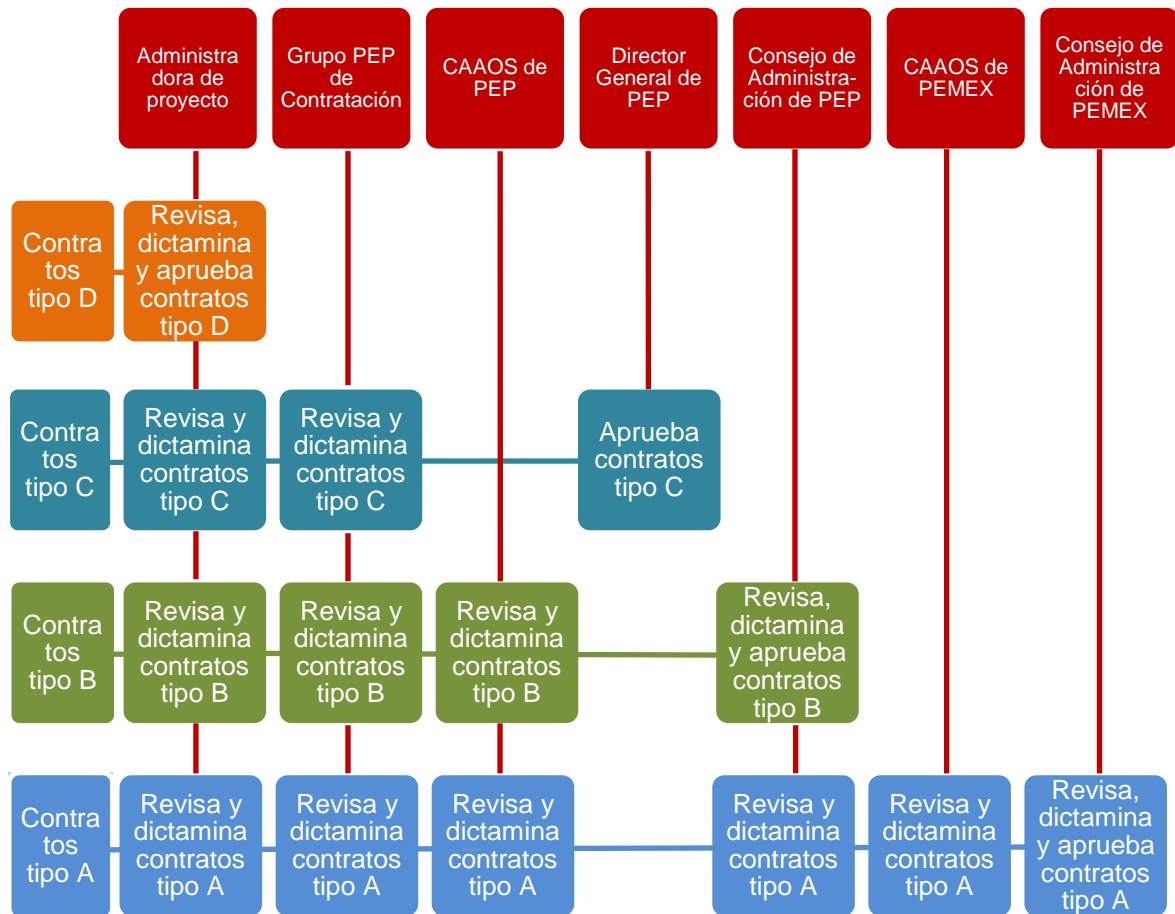 Administra
dora de
proyecto
Grupo PEP
de
Contratación
CAAOS de
PEP
Director
General de
PEP
Consejo de
Administra-
ción de PEP
CAAOS de
PEMEX
Consejo de
Administra
ción de
PEMEX
Contra
tos
tipo D
Revisa,
dictamina
y aprueba
contratos
tipo D
Contra
tos
tipo C
Revisa y
dictamina
contratos
tipo C
Revisa y
dictamina
contratos
tipo C
Aprueba
contratos
tipo C
Contra
tos
tipo B
Revisa y
dictamina
contratos
tipo B
Revisa y
dictamina
contratos
tipo B
Revisa y
dictamina
contratos
tipo B
Revisa,
dictamina
y aprueba
contratos
tipo B
Contra
tos
tipo A
Revisa y
dictamina
contratos
tipo A
Revisa y
dictamina
contratos
tipo A
Revisa y
dictamina
contratos
tipo A
Revisa y
dictamina
contratos
tipo A
Revisa y
dictamina
contratos
tipo A
Revisa,
dictamina
y aprueba
contratos
tipo A